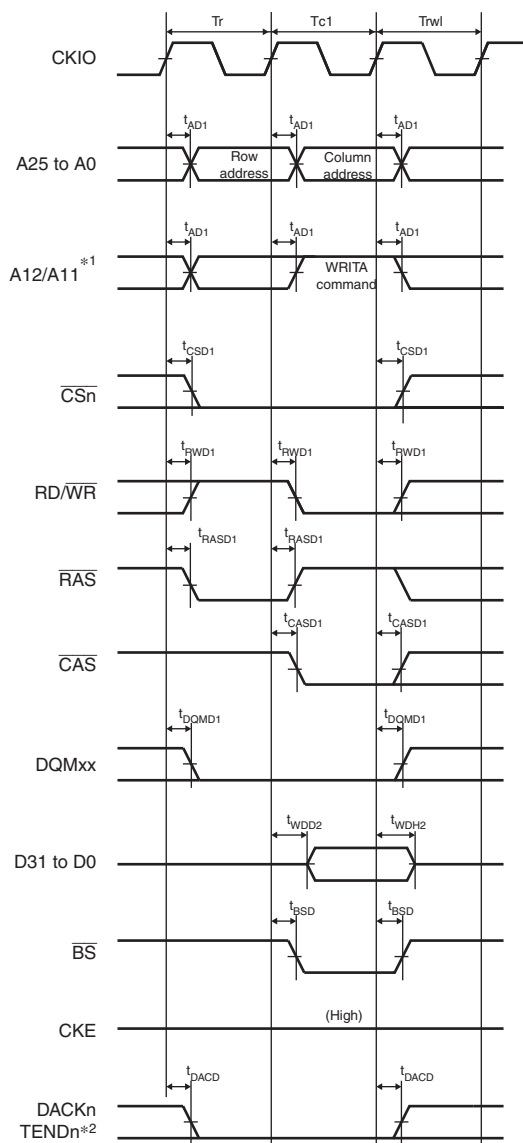 Tr Tc1 Trwl
CKIO
tAD1 tAD1 tAD1
A25 to A0
Row address
Column address
tAD1 tAD1 tAD1
A12/A11*1
WRITA command
tCSD1 tCSD1
CSn
tRWD1 tRWD1 tRWD1
RD/WR
tRASD1 tRASD1
RAS
tCASD1 tCASD1
CAS
tDQMD1 tDQMD1
DQMxx
tWDD2 tWDH2
D31 to D0
tBSD tBSD
BS
(High)
CKE
tDACD tDACD
DACKn
TENDn*2